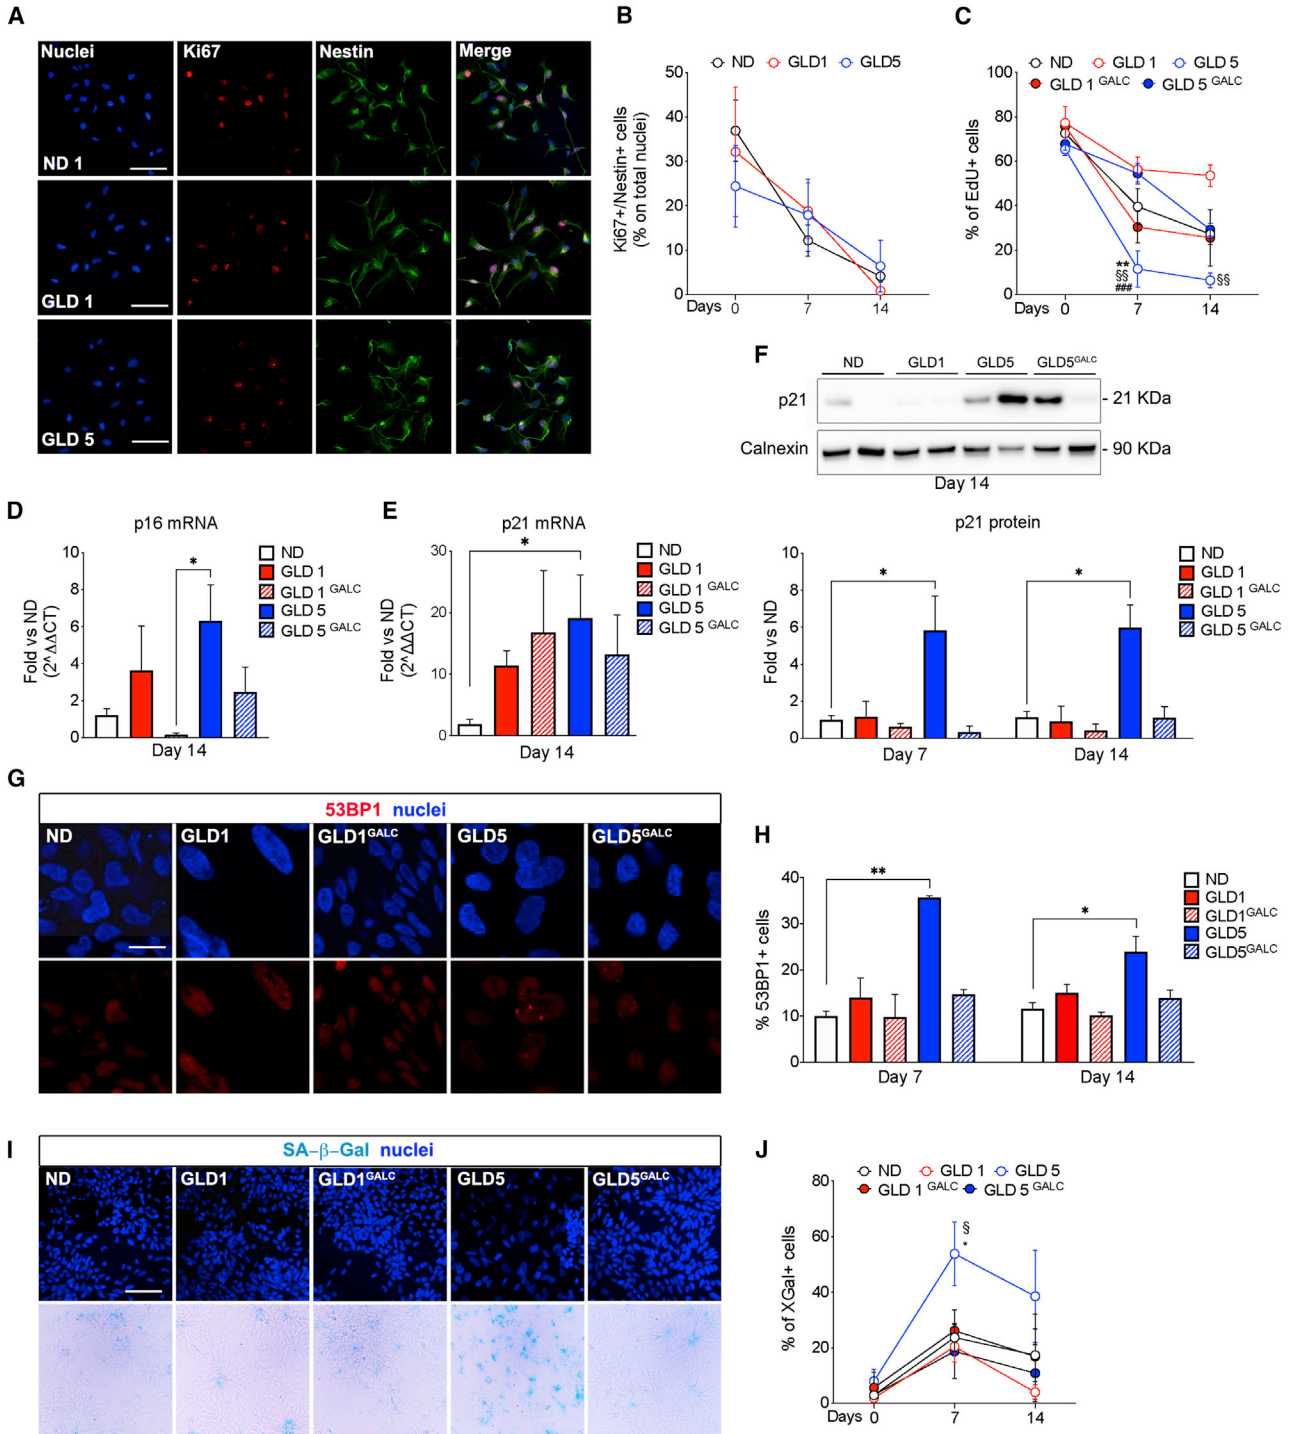 A
Nuclei Ki67 Nestin Merge
ND 1
GLD 1
GLD 5
B
ND GLD1 GLD5
Ki67+/Nestin+ cells
(% on total nuclei)
50
40
30
20
10
0
Days 0 7 14
C
ND GLD 1 GLD 5
GLD 1 GALC GLD 5 GALC
% of EdU+ cells
100
80
60
40
20
0
**
§§
###
§§
Days 0 7 14
F
ND GLD1 GLD5 GLD5GALC
p21 - 21 KDa
Calnexin - 90 KDa
Day 14
D
p16 mRNA
Fold vs ND
(2^ΔΔCT)
10
8
6
4
2
0
*
Day 14
ND
GLD 1
GLD 1 GALC
GLD 5
GLD 5 GALC
E
p21 mRNA
Fold vs ND
(2^ΔΔCT)
30
20
10
0
*
Day 14
ND
GLD 1
GLD 1 GALC
GLD 5
GLD 5 GALC
p21 protein
Fold vs ND
10
8
6
4
2
0
* *
Day 7 Day 14
ND
GLD 1
GLD 1 GALC
GLD 5
GLD 5 GALC
G
53BP1 nuclei
ND GLD1 GLD1GALC GLD5 GLD5GALC
H
% 53BP1+ cells
40
30
20
10
0
** *
Day 7 Day 14
ND
GLD1
GLD1GALC
GLD5
GLD5GALC
I
SA-β-Gal nuclei
ND GLD1 GLD1GALC GLD5 GLD5GALC
J
ND GLD 1 GLD 5
GLD 1 GALC GLD 5 GALC
% of XGal+ cells
80
60
40
20
0
§
*
Days 0 7 14